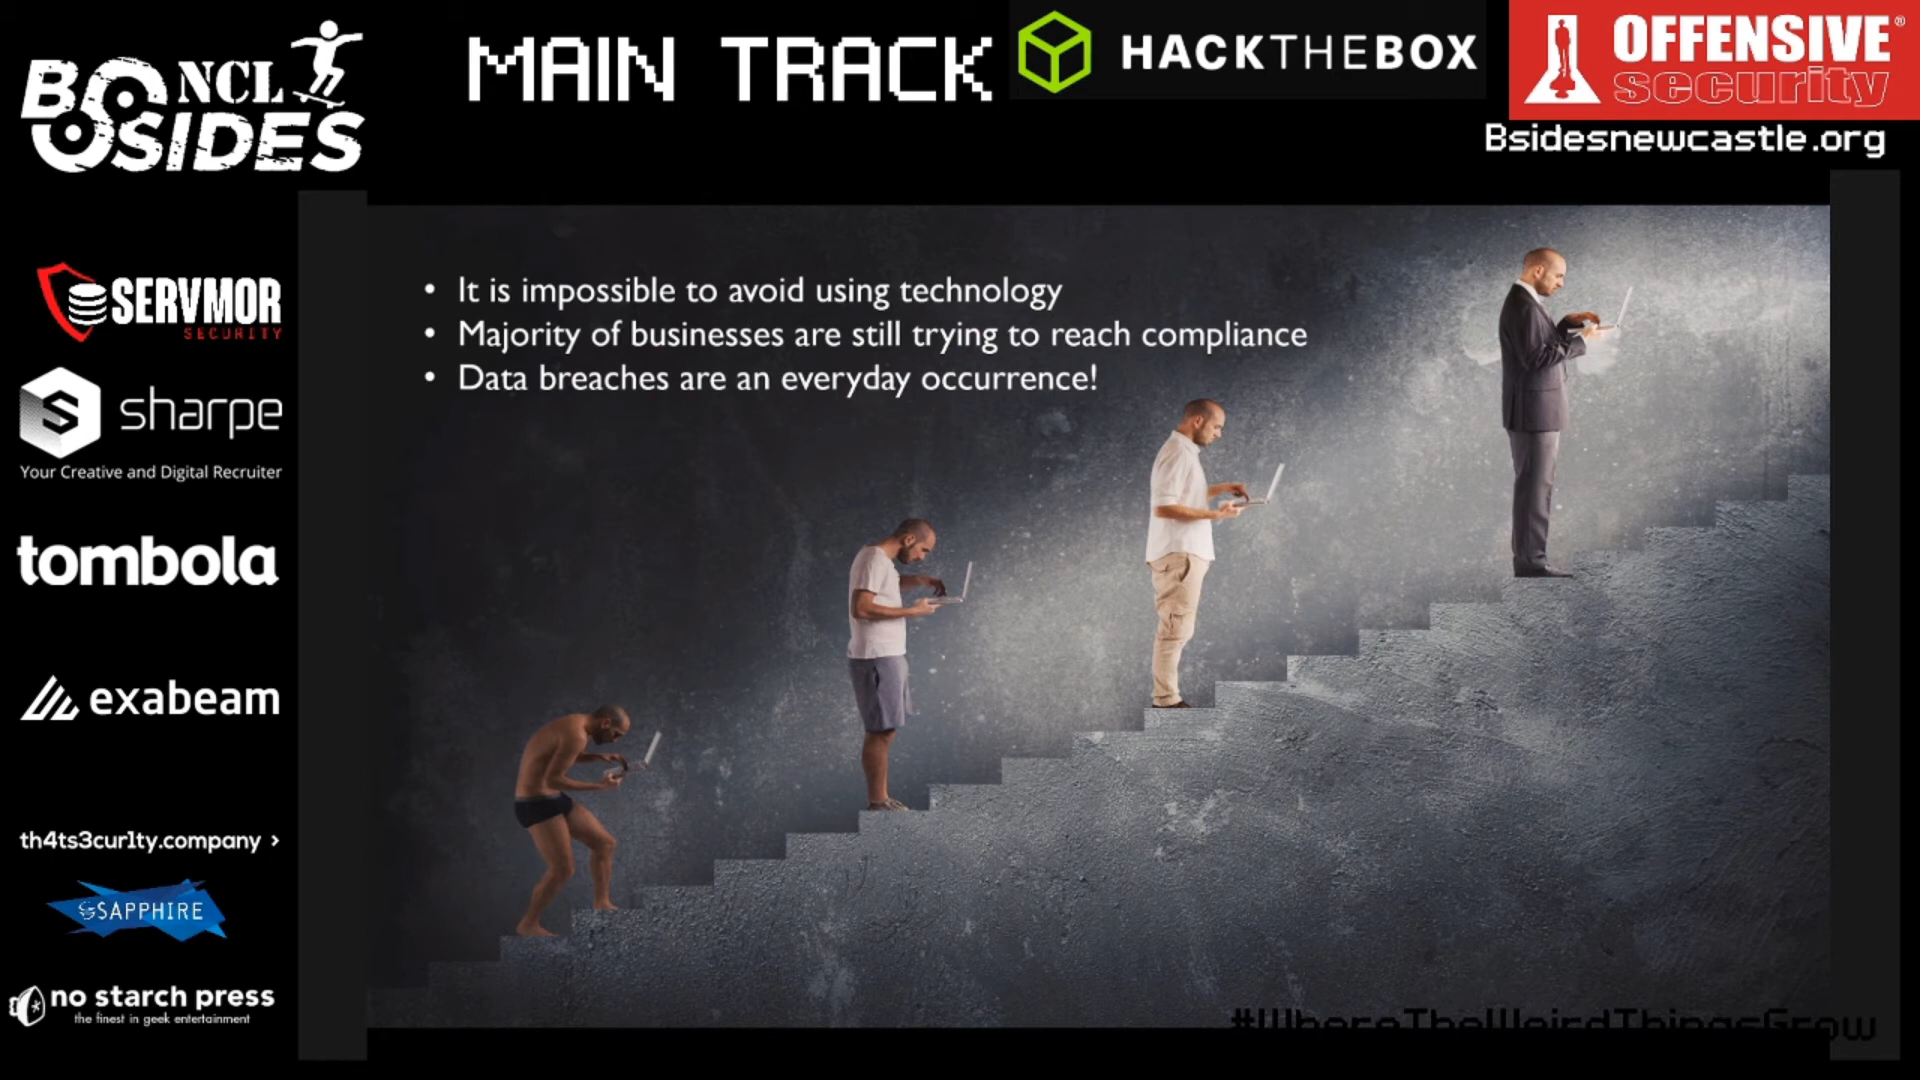 BSIDES NCL
MAIN TRACK
HACKTHEBOX
OFFENSIVE®
security
Bsidesnewcastle.org
• It is impossible to avoid using technology
• Majority of businesses are still trying to reach compliance
• Data breaches are an everyday occurrence!
SERVMOR
SECURITY
sharpe
Your Creative and Digital Recruiter
tombola
exabeam
th4ts3cur1ty.company >
SAPPHIRE
no starch press
the finest in geek entertainment
#WhereTheWeirdThingsGrow